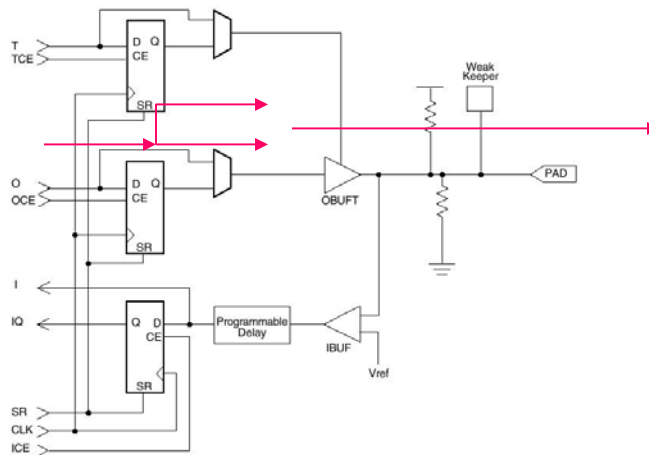 T
D Q
TCE
CE
SR
Weak
Keeper
O
D Q
OCE
CE
OBUFT
PAD
SR
I
IQ
Q D
CE
Programmable
Delay
IBUF
SR
Vref
SR
CLK
ICE